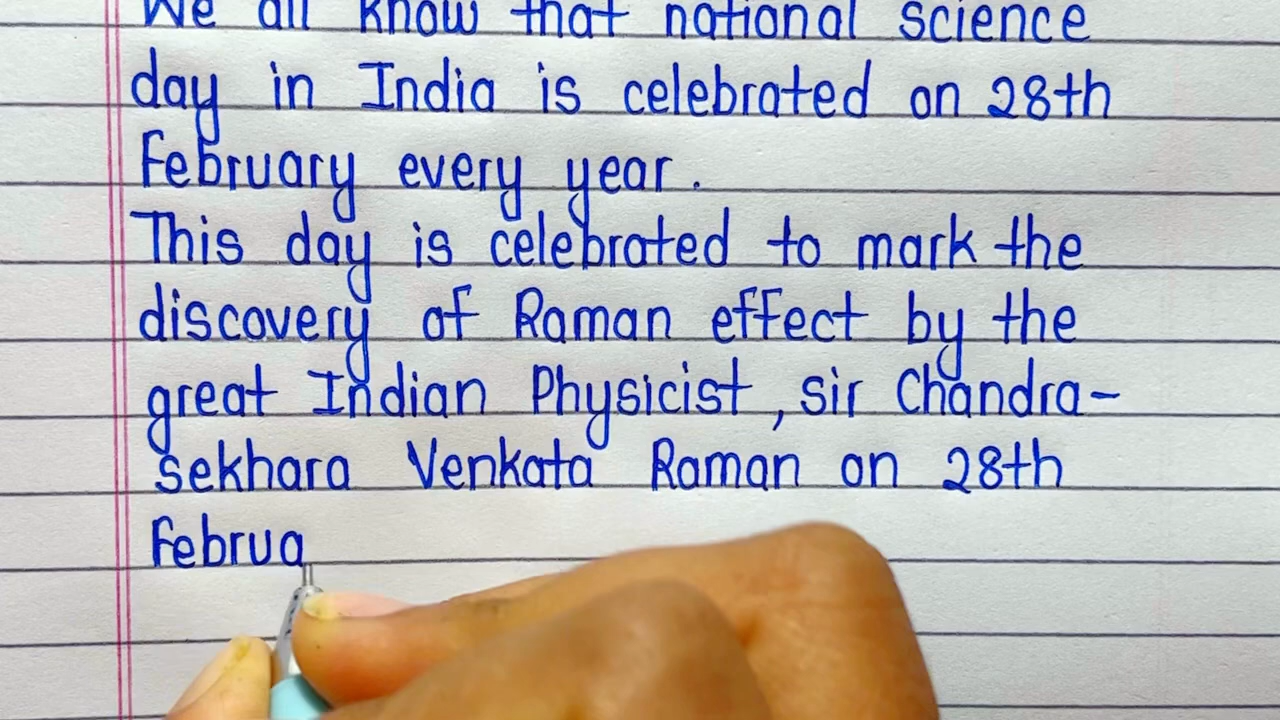 We all know that national science
day in India is celebrated on 28th
February every year.
This day is celebrated to mark the
discovery of Raman effect by the
great Indian Physicist, sir Chandra-
sekhara Venkata Raman on 28th
Februa